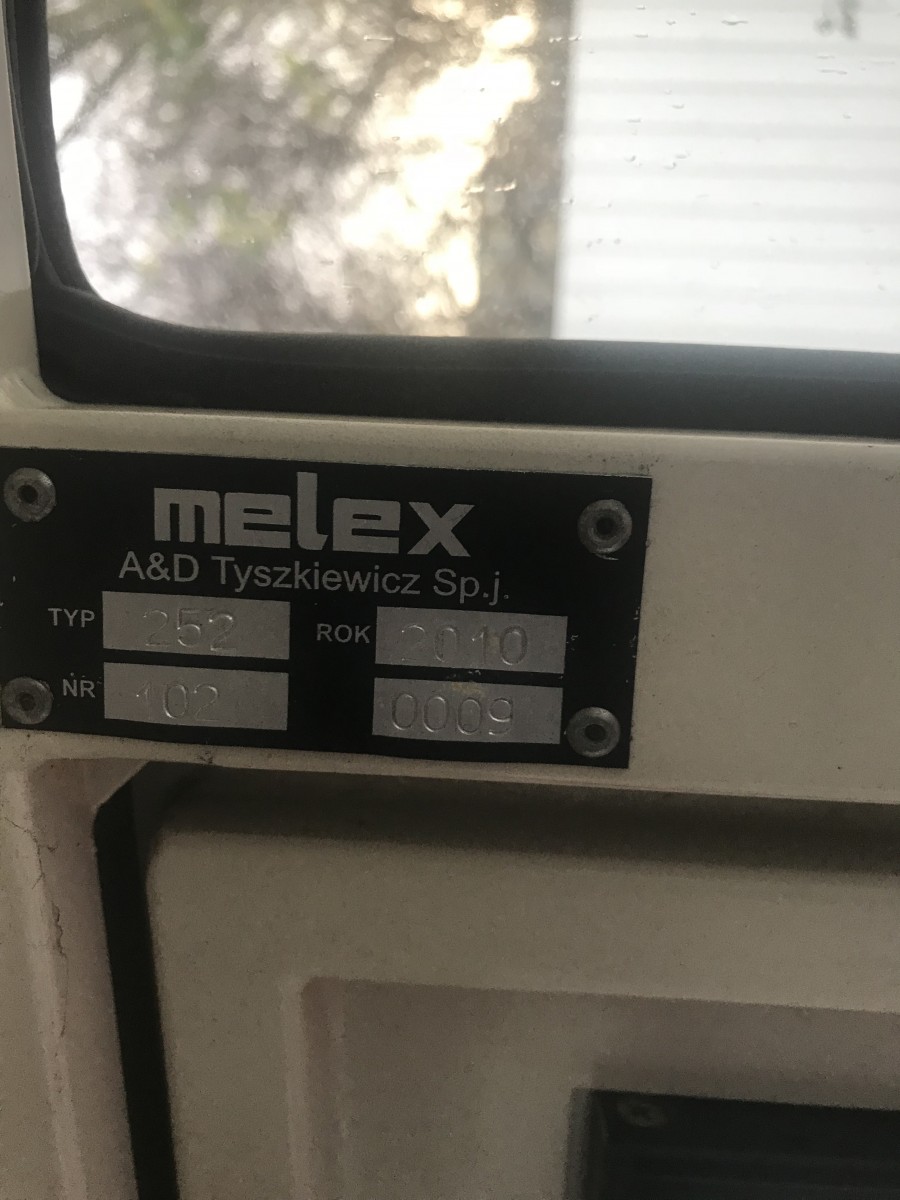 melex
A&D Tyszkiewicz Sp.j.
TYP 252 ROK 2010
NR 102 0009